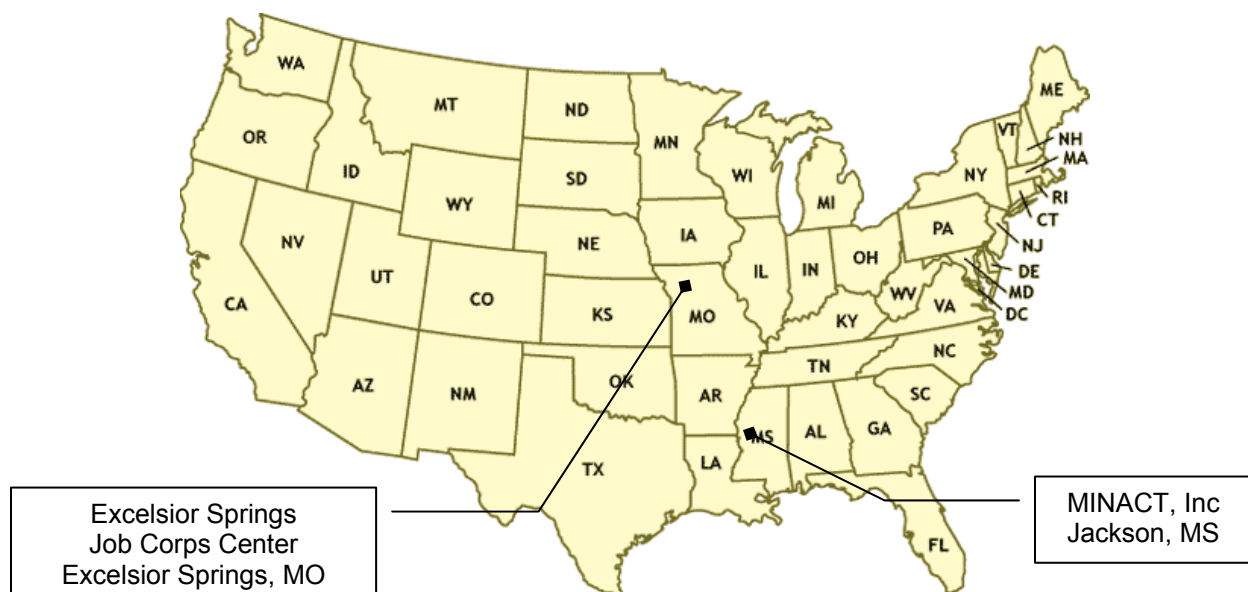 WA
MT
ND
MN
ME
VT
NH
MA
OR
ID
WY
SD
WI
MI
NY
RI
CT
NV
UT
CO
NE
IA
IL
IN
OH
PA
NJ
DE
MD
DC
CA
KS
MO
KY
WV
VA
AZ
NM
OK
AR
TN
NC
SC
TX
LA
MS
AL
GA
FL
Excelsior Springs
Job Corps Center
Excelsior Springs, MO
MINACT, Inc
Jackson, MS